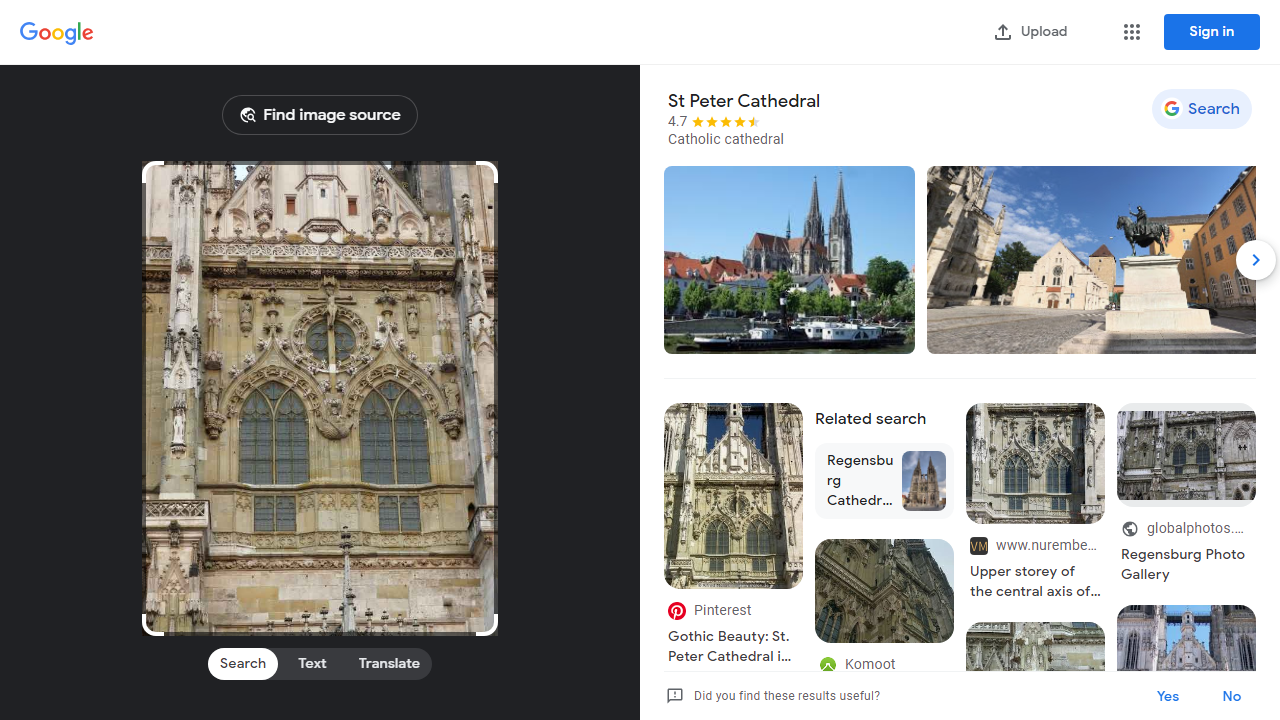 Google
Upload
Sign in
Find image source
Search
Text
Translate
St Peter Cathedral
4.7
Catholic cathedral
Search
Pinterest
Gothic Beauty: St.
Peter Cathedral i...
Related search
Regensbu
rg
Cathedr...
Komoot
VM
www.nurembe...
Upper storey of
the central axis of...
globalphotos....
Regensburg Photo
Gallery
Did you find these results useful?
Yes
No